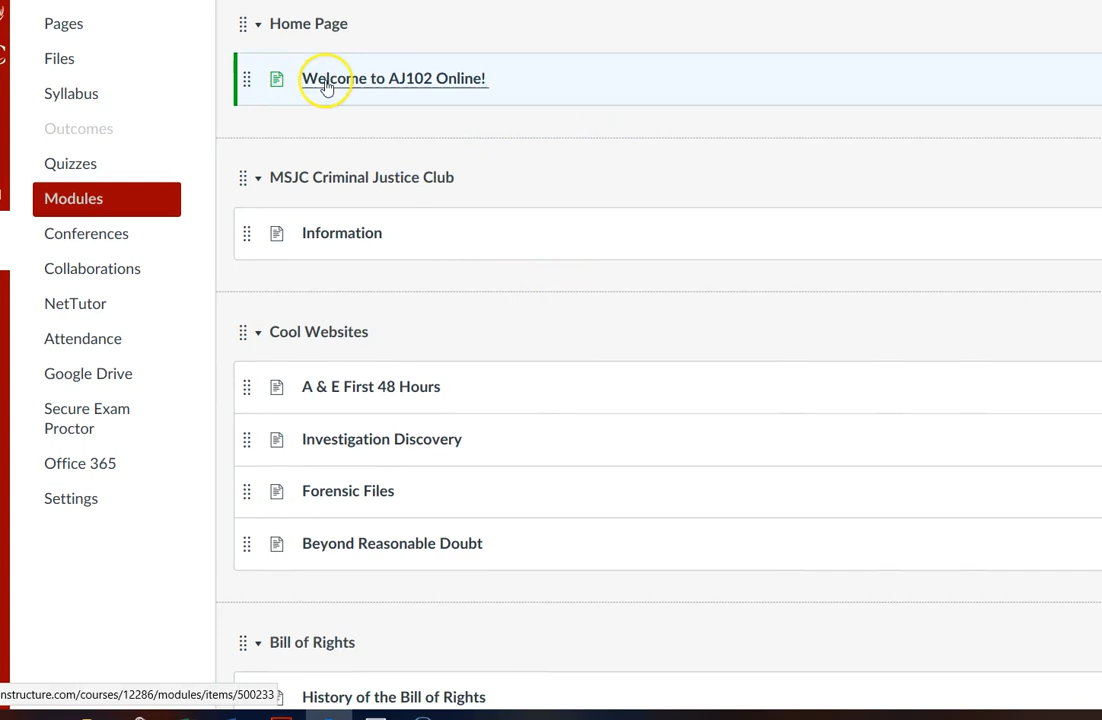 Pages
Files
Syllabus
Outcomes
Quizzes
Modules
Conferences
Collaborations
NetTutor
Attendance
Google Drive
Secure Exam
Proctor
Office 365
Settings
Home Page
Welcome to AJ102 Online!
MSJC Criminal Justice Club
Information
Cool Websites
A & E First 48 Hours
Investigation Discovery
Forensic Files
Beyond Reasonable Doubt
Bill of Rights
History of the Bill of Rights
nstructure.com/courses/12286/modules/items/500233